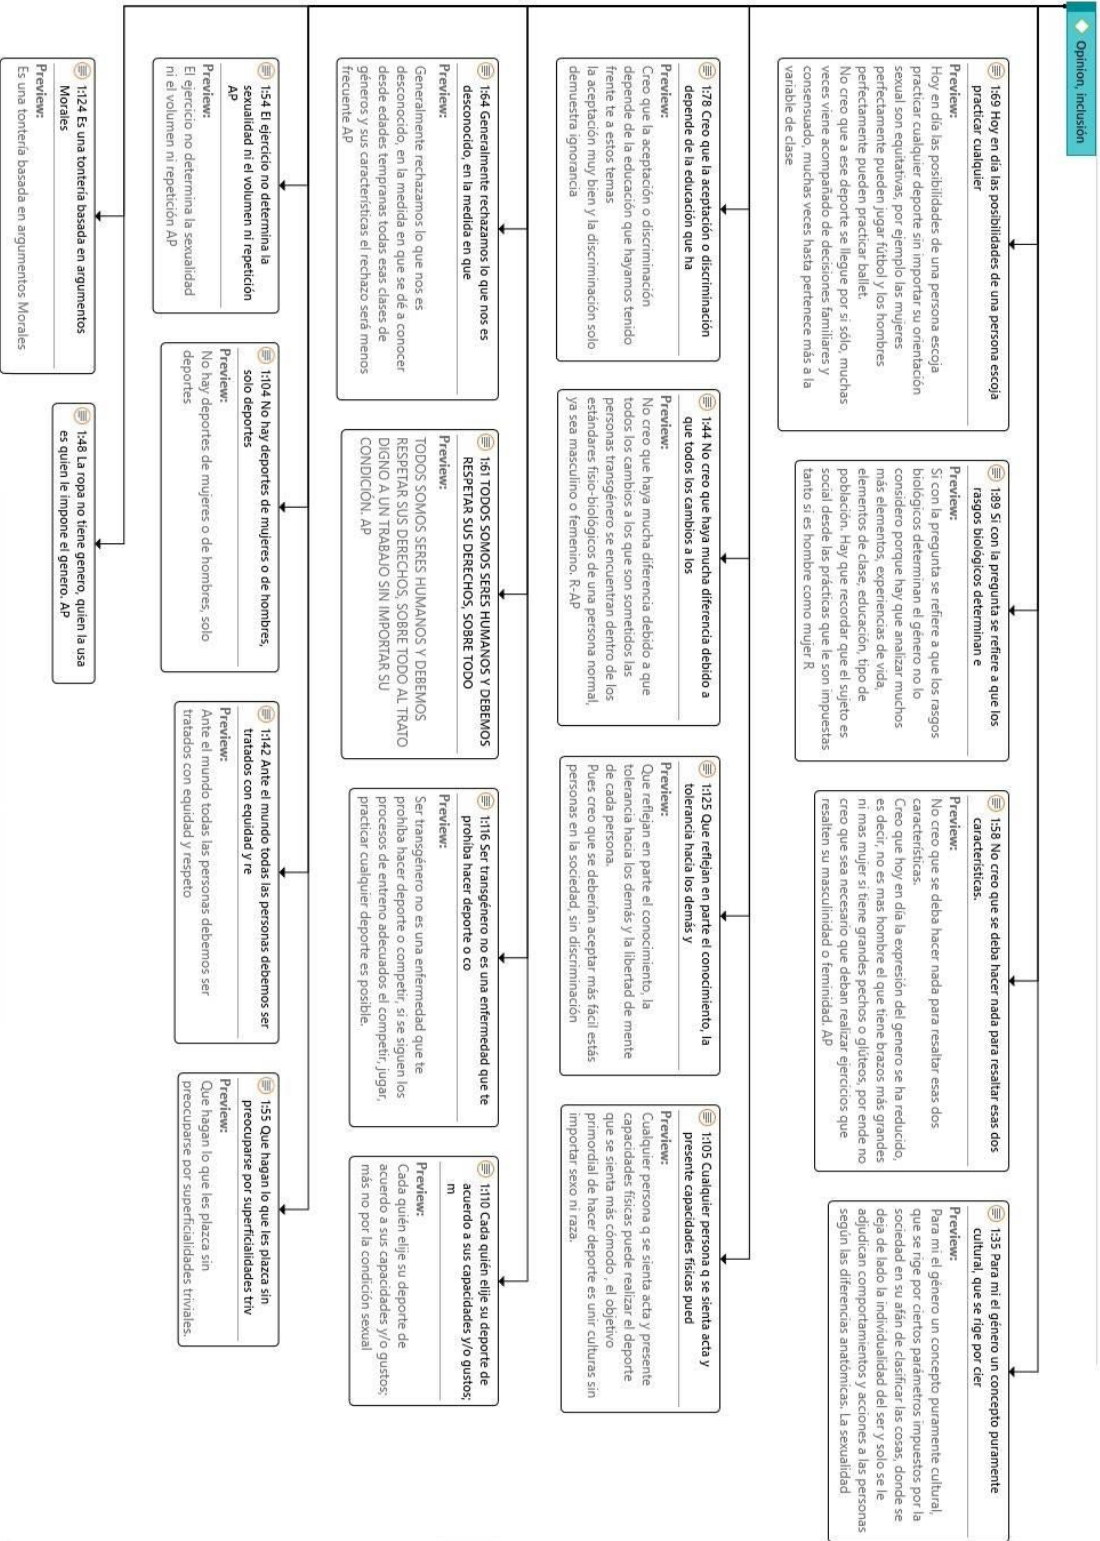 Opinion, inclusión
1:69 Hoy en día las posibilidades de una persona escoja
practicar cualquier
Preview:
Hoy en día las posibilidades de una persona escoja
practicar cualquier deporte sin importar su orientación
sexual son equitativas, por ejemplo las mujeres
perfectamente pueden jugar fútbol y los hombres
perfectamente pueden practicar ballet.
No creo que a ese deporte se llegue por si sólo, muchas
veces viene acompañado de decisiones familiares y
consensuado, muchas veces hasta pertenece más a la
variable de clase
1:89 Si con la pregunta se refiere a que los
rasgos biológicos determinan e
Preview:
Si con la pregunta se refiere a que los rasgos
biológicos determinan el género no lo
considero porque hay que analizar muchos
más elementos, experiencias de vida,
elementos de clase, educación, tipo de
población. Hay que recordar que el sujeto es
social desde las prácticas que le son impuestas
tanto si es hombre como mujer R
1:58 No creo que se deba hacer nada para resaltar esas dos
características.
Preview:
No creo que se deba hacer nada para resaltar esas dos
características.
Creo que hoy en día la expresión del genero se ha reducido,
es decir, no es mas hombre el que tiene brazos más grandes
ni mas mujer si tiene grandes pechos o glúteos, por ende no
creo que sea necesario que deban realizar ejercicios que
resalten su masculinidad o feminidad. AP
1:35 Para mi el género un concepto puramente
cultural, que se rige por cier
Preview:
Para mi el género un concepto puramente cultural,
que se rige por ciertos parámetros impuestos por la
sociedad en su afán de clasificar las cosas, donde se
deja de lado la individualidad del ser y solo se le
adjudican comportamientos y acciones a las personas
según las diferencias anatómicas. La sexualidad
1:78 Creo que la aceptación o discriminación
depende de la educación que ha
Preview:
Creo que la aceptación o discriminación
depende de la educación que hayamos tenido
frente te a estos temas
la aceptación muy bien y la discriminación solo
demuestra ignorancia
1:44 No creo que haya mucha diferencia debido a
que todos los cambios a los
Preview:
No creo que haya mucha diferencia debido a que
todos los cambios a los que son sometidos las
personas transgénero se encuentran dentro de los
estándares fisio-biológicos de una persona normal,
ya sea masculino o femenino. R-AP
1:125 Que reflejan en parte el conocimiento, la
tolerancia hacia los demás y
Preview:
Que reflejan en parte el conocimiento, la
tolerancia hacia los demás y la libertad de mente
de cada persona.
Pues creo que se deberían aceptar más fácil estás
personas en la sociedad, sin discriminación
1:105 Cualquier persona q se sienta acta y
presente capacidades físicas pued
Preview:
Cualquier persona q se sienta acta y presente
capacidades físicas puede realizar el deporte
que se sienta más cómodo , el objetivo
primordial de hacer deporte es unir culturas sin
importar sexo ni raza.
1:64 Generalmente rechazamos lo que nos es
desconocido, en la medida en que
Preview:
Generalmente rechazamos lo que nos es
desconocido, en la medida en que se dé a conocer
desde edades tempranas todas esas clases de
géneros y sus características el rechazo será menos
frecuente AP
1:61 TODOS SOMOS SERES HUMANOS Y DEBEMOS
RESPETAR SUS DERECHOS, SOBRE TODO
Preview:
TODOS SOMOS SERES HUMANOS Y DEBEMOS
RESPETAR SUS DERECHOS, SOBRE TODO AL TRATO
DIGNO A UN TRABAJO SIN IMPORTAR SU
CONDICIÓN. AP
1:116 Ser transgénero no es una enfermedad que te
prohiba hacer deporte o co
Preview:
Ser transgénero no es una enfermedad que te
prohiba hacer deporte o competir, si se siguen los
procesos de entreno adecuados el competir, jugar,
practicar cualquier deporte es posible.
1:110 Cada quién elije su deporte de
acuerdo a sus capacidades y/o gustos;
m
Preview:
Cada quién elije su deporte de
acuerdo a sus capacidades y/o gustos;
más no por la condición sexual
1:54 El ejercicio no determina la
sexualidad ni el volumen ni repetición
AP
Preview:
El ejercicio no determina la sexualidad
ni el volumen ni repetición AP
1:104 No hay deportes de mujeres o de hombres,
solo deportes
Preview:
No hay deportes de mujeres o de hombres, solo
deportes
1:142 Ante el mundo todas las personas debemos ser
tratados con equidad y re
Preview:
Ante el mundo todas las personas debemos ser
tratados con equidad y respeto
1:55 Que hagan lo que les plazca sin
preocuparse por superficialidades triv
Preview:
Que hagan lo que les plazca sin
preocuparse por superficialidades triviales.
1:124 Es una tontería basada en argumentos
Morales
Preview:
Es una tontería basada en argumentos Morales
1:48 La ropa no tiene genero, quien la usa
es quien le impone el genero. AP